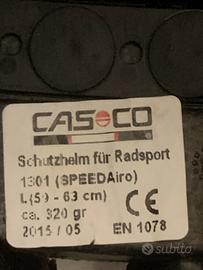 CASCO
Schutzhelm für Radsport
1301 (SPEEDAiro)
L (59 - 63 cm)
ca. 320 gr
2015 / 05
CE
EN 1078
subito